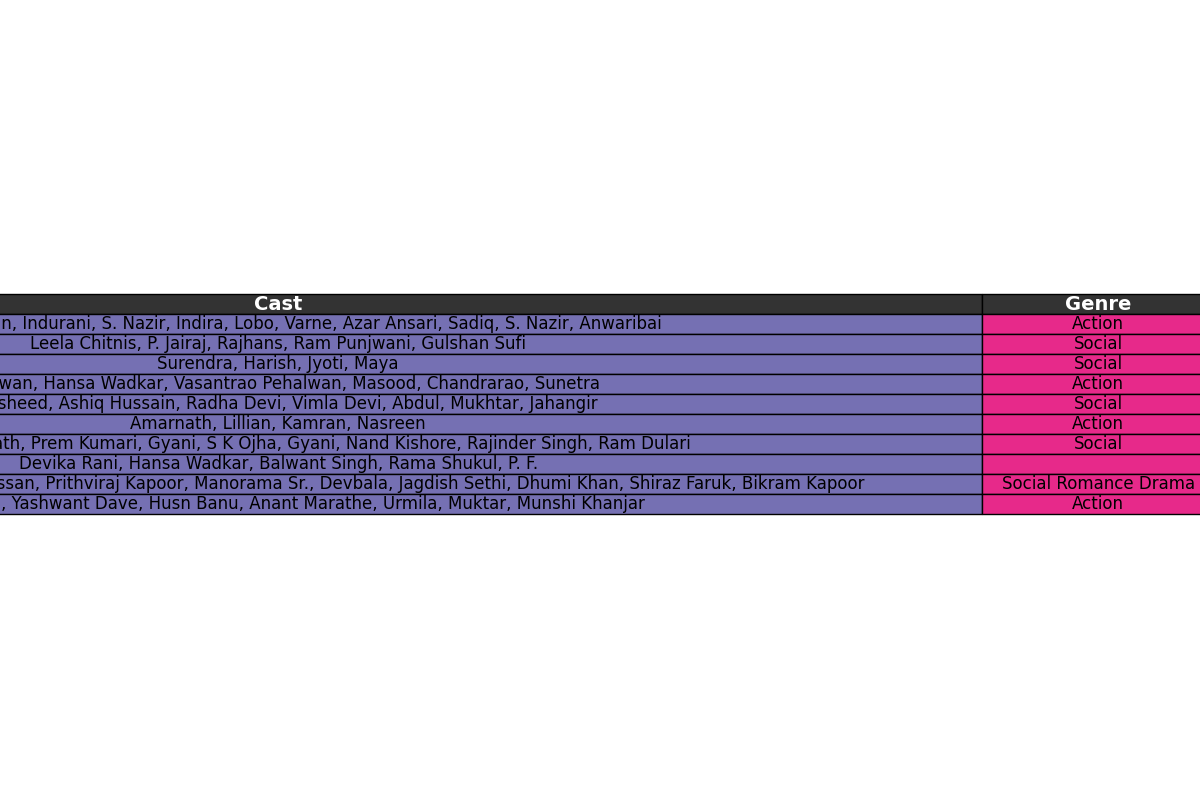 Cast Genre
Indurani, S. Nazir, Indira, Lobo, Varne, Azar Ansari, Sadiq, S. Nazir, Anwaribai Action
Leela Chitnis, P. Jairaj, Rajhans, Ram Punjwani, Gulshan Sufi Social
Surendra, Harish, Jyoti, Maya Social
Hansa Wadkar, Vasantrao Pehalwan, Masood, Chandrarao, Sunetra Action
Ashiq Hussain, Radha Devi, Vimla Devi, Abdul, Mukhtar, Jahangir Social
Amarnath, Lillian, Kamran, Nasreen Action
Prem Kumari, Gyani, S K Ojha, Gyani, Nand Kishore, Rajinder Singh, Ram Dulari Social
Devika Rani, Hansa Wadkar, Balwant Singh, Rama Shukul, P. F.
Prithviraj Kapoor, Manorama Sr., Devbala, Jagdish Sethi, Dhumi Khan, Shiraz Faruk, Bikram Kapoor Social Romance Drama
Yashwant Dave, Husn Banu, Anant Marathe, Urmila, Muktar, Munshi Khanjar Action